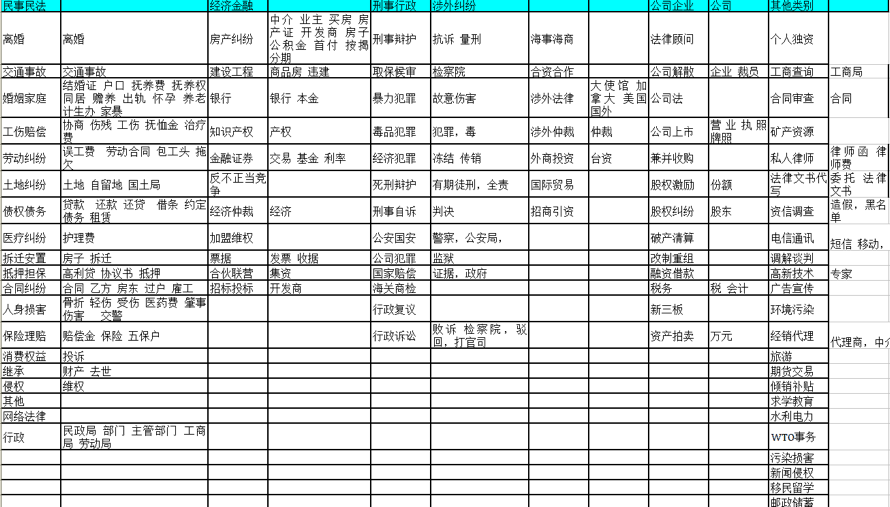 民事民法 经济金融 刑事行政 涉外纠纷 公司企业 公司 其他类别
离婚 离婚 房产纠纷 中介 业主 买房 房产证 开发商 房子 公积金 首付 按揭 分期 刑事辩护 抗诉 量刑 海事海商 法律顾问 个人独资
交通事故 交通事故 建设工程 商品房 违建 取保候审 检察院 合资合作 公司解散 企业 裁员 工商查询 工商局
婚姻家庭 结婚证 户口 抚养费 抚养权 同居 赡养 出轨 怀孕 养老 计生办 家暴 银行 银行 本金 暴力犯罪 故意伤害 涉外法律 大使馆 加拿大 美国 国外 公司法 合同审查 合同
工伤赔偿 协商 伤残 工伤 抚恤金 治疗费 知识产权 产权 毒品犯罪 犯罪，毒 涉外仲裁 仲裁 公司上市 营业执照 牌照 矿产资源
劳动纠纷 误工费 劳动合同 包工头 拖欠 金融证券 交易 基金 利率 经济犯罪 冻结 传销 外商投资 台资 兼并收购 私人律师 律师函 律师费
土地纠纷 土地 自留地 国土局 反不正当竞争 死刑辩护 有期徒刑，全责 国际贸易 股权激励 份额 法律文书代写 委托 法律文书
债权债务 贷款 还款 还贷 借条 约定 债务 租赁 经济仲裁 经济 刑事自诉 判决 招商引资 股权纠纷 股东 资信调查 造假，黑名单
医疗纠纷 护理费 加盟维权 公安国安 警察，公安局， 破产清算 电信通讯 短信 移动，
拆迁安置 房子 拆迁 票据 发票 收据 公司犯罪 监狱 改制重组 调解谈判
抵押担保 高利贷 协议书 抵押 合伙联营 集资 国家赔偿 证据，政府 融资借款 高新技术 专家
合同纠纷 合同 乙方 房东 过户 雇工 招标投标 开发商 海关商检 税务 税 会计 广告宣传
人身损害 骨折 轻伤 受伤 医药费 肇事 伤害 交警 行政复议 新三板 环境污染
保险理赔 赔偿金 保险 五保户 行政诉讼 败诉 检察院，驳回，打官司 资产拍卖 万元 经销代理 代理商，中介
消费权益 投诉 旅游
继承 财产 去世 期货交易
侵权 维权 倾销补贴
其他 求学教育
网络法律 水利电力
行政 民政局 部门 主管部门 工商局 劳动局 WTO事务
污染损害
新闻侵权
移民留学
邮政储蓄